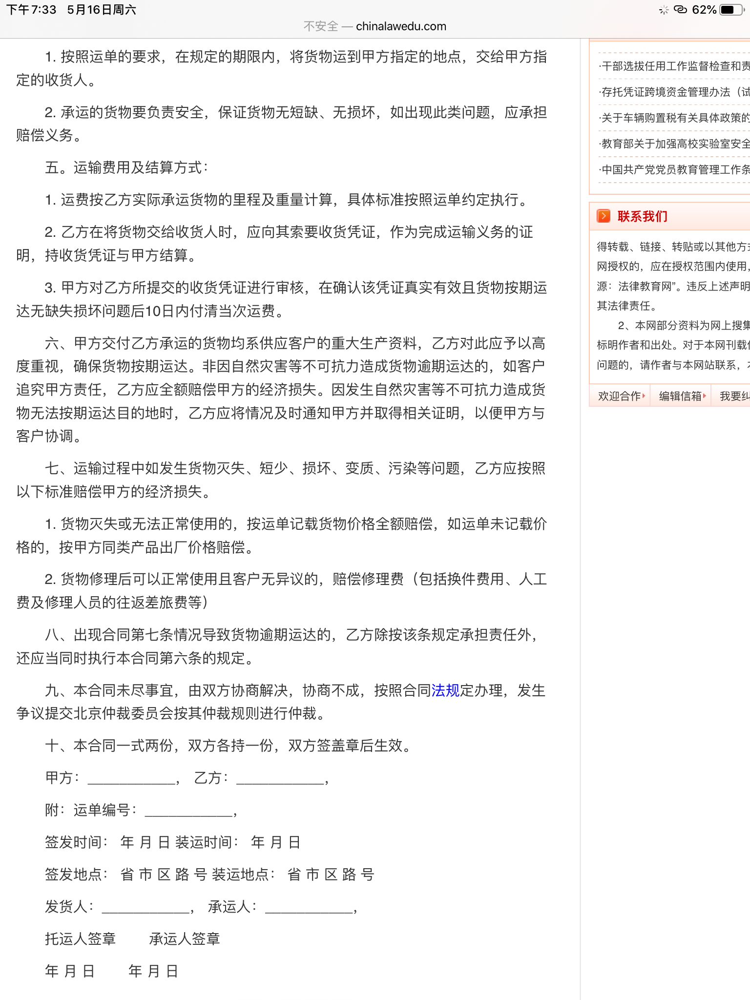 下午7:33 5月16日周六
62%
不安全 — chinalawedu.com
1. 按照运单的要求，在规定的期限内，将货物运到甲方指定的地点，交给甲方指
定的收货人。
2. 承运的货物要负责安全，保证货物无短缺、无损坏，如出现此类问题，应承担
赔偿义务。
五。运输费用及结算方式：
1. 运费按乙方实际承运货物的里程及重量计算，具体标准按照运单约定执行。
2. 乙方在将货物交给收货人时，应向其索要收货凭证，作为完成运输义务的证
明，持收货凭证与甲方结算。
3. 甲方对乙方所提交的收货凭证进行审核，在确认该凭证真实有效且货物按期运
达无缺失损坏问题后10日内付清当次运费。
六、甲方交付乙方承运的货物均系供应客户的重大生产资料，乙方对此应予以高
度重视，确保货物按期运达。非因自然灾害等不可抗力造成货物逾期运达的，如客户
追究甲方责任，乙方应全额赔偿甲方的经济损失。因发生自然灾害等不可抗力造成货
物无法按期运达目的地时，乙方应将情况及时通知甲方并取得相关证明，以便甲方与
客户协调。
七、运输过程中如发生货物灭失、短少、损坏、变质、污染等问题，乙方应按照
以下标准赔偿甲方的经济损失。
1. 货物灭失或无法正常使用的，按运单记载货物价格全额赔偿，如运单未记载价
格的，按甲方同类产品出厂价格赔偿。
2. 货物修理后可以正常使用且客户无异议的，赔偿修理费（包括换件费用、人工
费及修理人员的往返差旅费等）
八、出现合同第七条情况导致货物逾期运达的，乙方除按该条规定承担责任外，
还应当同时执行本合同第六条的规定。
九、本合同未尽事宜，由双方协商解决，协商不成，按照合同法规定办理，发生
争议提交北京仲裁委员会按其仲裁规则进行仲裁。
十、本合同一式两份，双方各持一份，双方签盖章后生效。
甲方：___________， 乙方：___________，
附：运单编号：___________，
签发时间： 年 月 日 装运时间： 年 月 日
签发地点： 省 市 区 路 号 装运地点： 省 市 区 路 号
发货人：___________， 承运人：___________，
托运人签章 承运人签章
年 月 日 年 月 日
·干部选拔任用工作监督检查和责
·存托凭证跨境资金管理办法（试
·关于车辆购置税有关具体政策的
·教育部关于加强高校实验室安全
·中国共产党党员教育管理工作条
联系我们
得转载、链接、转贴或以其他方式
网授权的，应在授权范围内使用，
源：法律教育网”。违反上述声明
其法律责任。
2、本网部分资料为网上搜集
标明作者和出处。对于本网刊载作
问题的，请作者与本网站联系，本
欢迎合作 编辑信箱 我要纠